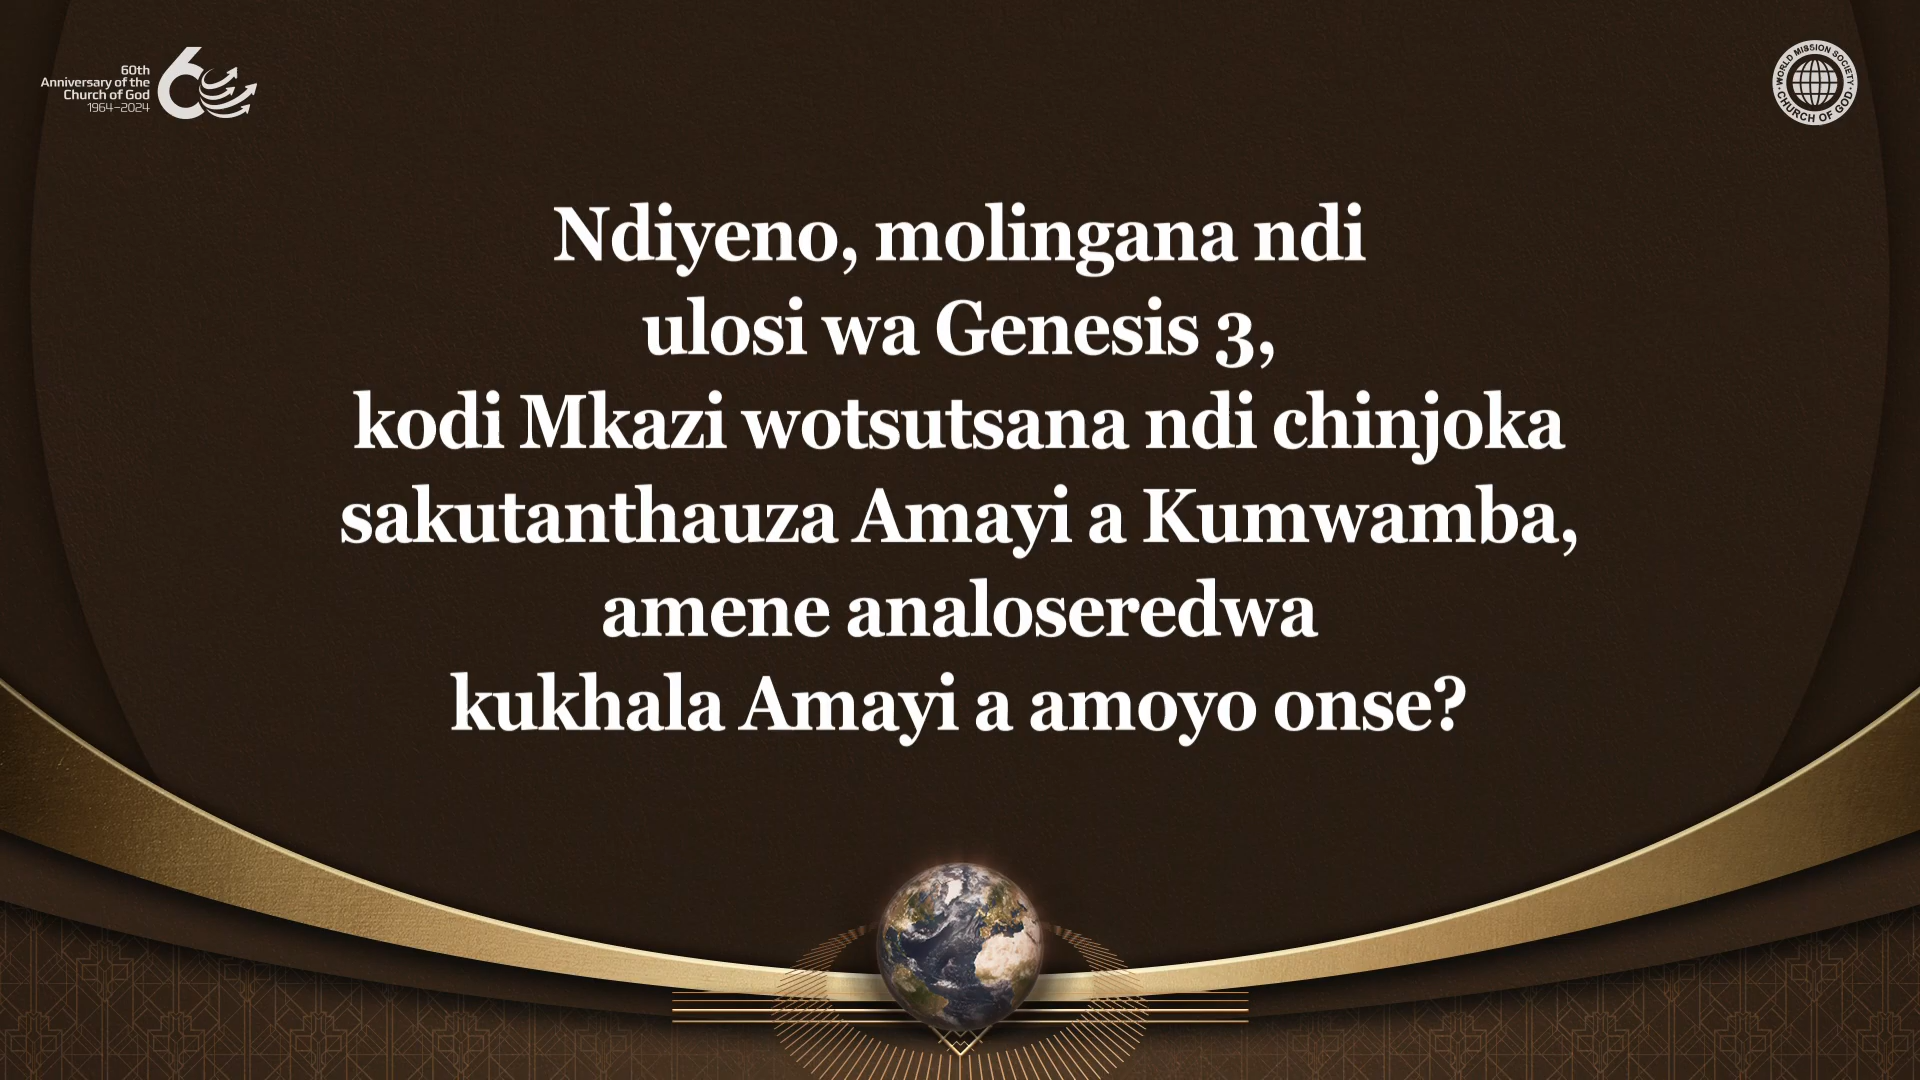 60th
Anniversary of the
Church of God
1964–2024
WORLD MISSION SOCIETY
CHURCH OF GOD
Ndiyeno, molingana ndi
ulosi wa Genesis 3,
kodi Mkazi wotsutsana ndi chinjoka
sakutanthauza Amayi a Kumwamba,
amene analoseredwa
kukhala Amayi a amoyo onse?